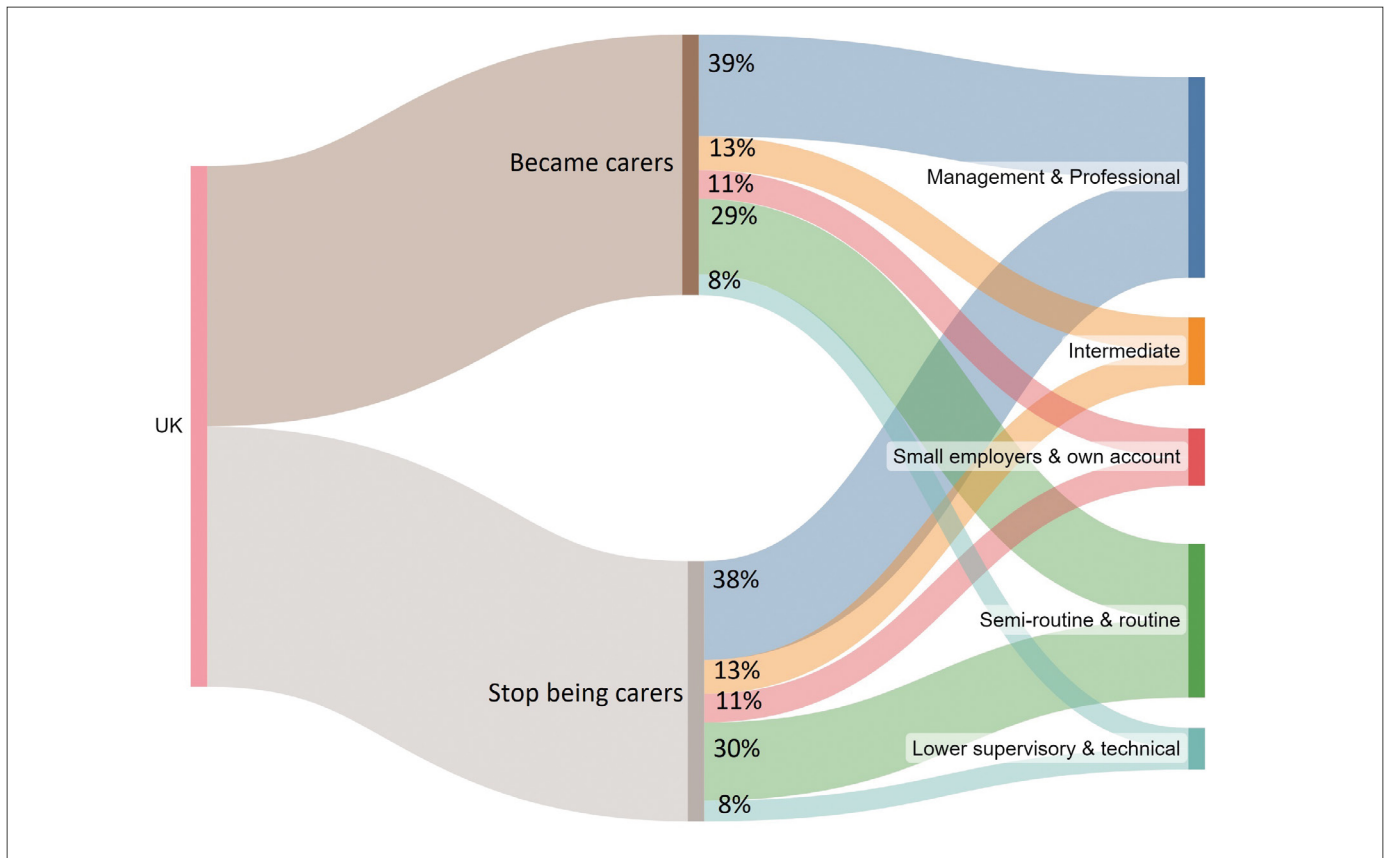 UK
Became carers
39%
13%
11%
29%
8%
Stop being carers
38%
13%
11%
30%
8%
Management & Professional
Intermediate
Small employers & own account
Semi-routine & routine
Lower supervisory & technical